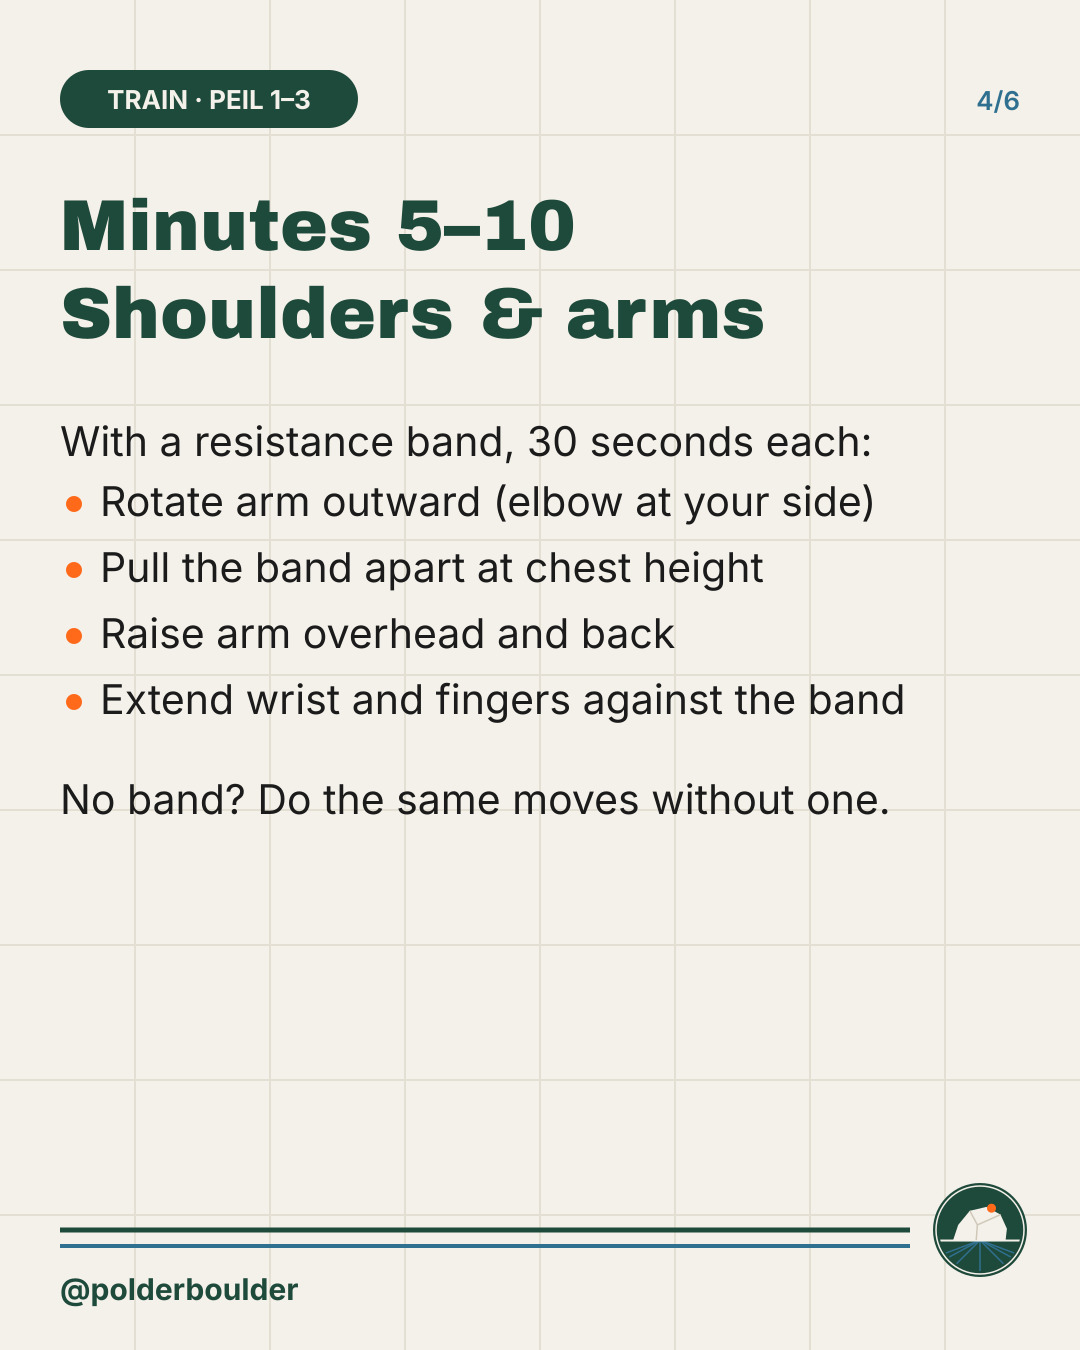 TRAIN · PEIL 1–3
4/6
Minutes 5–10
Shoulders & arms
With a resistance band, 30 seconds each:
• Rotate arm outward (elbow at your side)
• Pull the band apart at chest height
• Raise arm overhead and back
• Extend wrist and fingers against the band
No band? Do the same moves without one.
@polderboulder